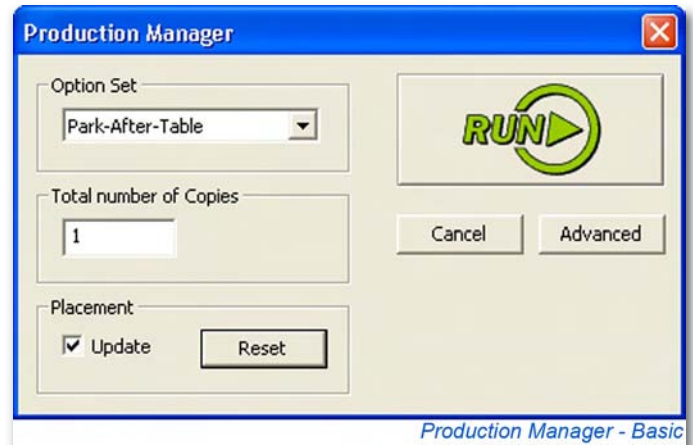 Production Manager
Option Set
Park-After-Table
RUN
Total number of Copies
1
Cancel
Advanced
Placement
Update
Reset
Production Manager - Basic